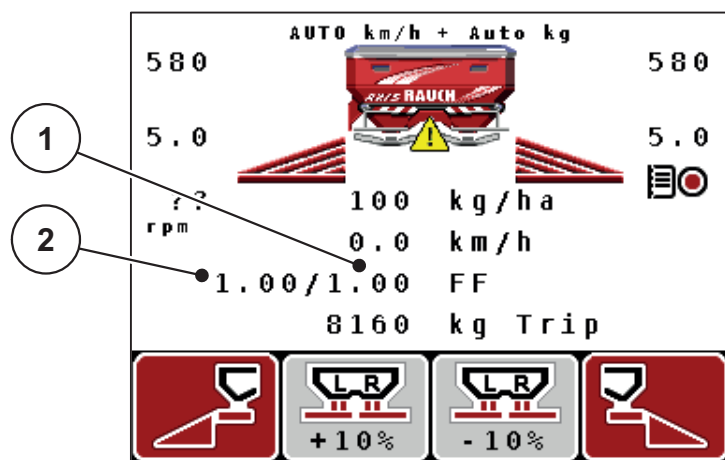 AUTO km/h + Auto kg
580 580
AXIS RAUCH
1
5.0 5.0
?? 100 kg/ha
rpm
2
0.0 km/h
1.00/1.00 FF
8160 kg Trip
L R L R
+10% -10%